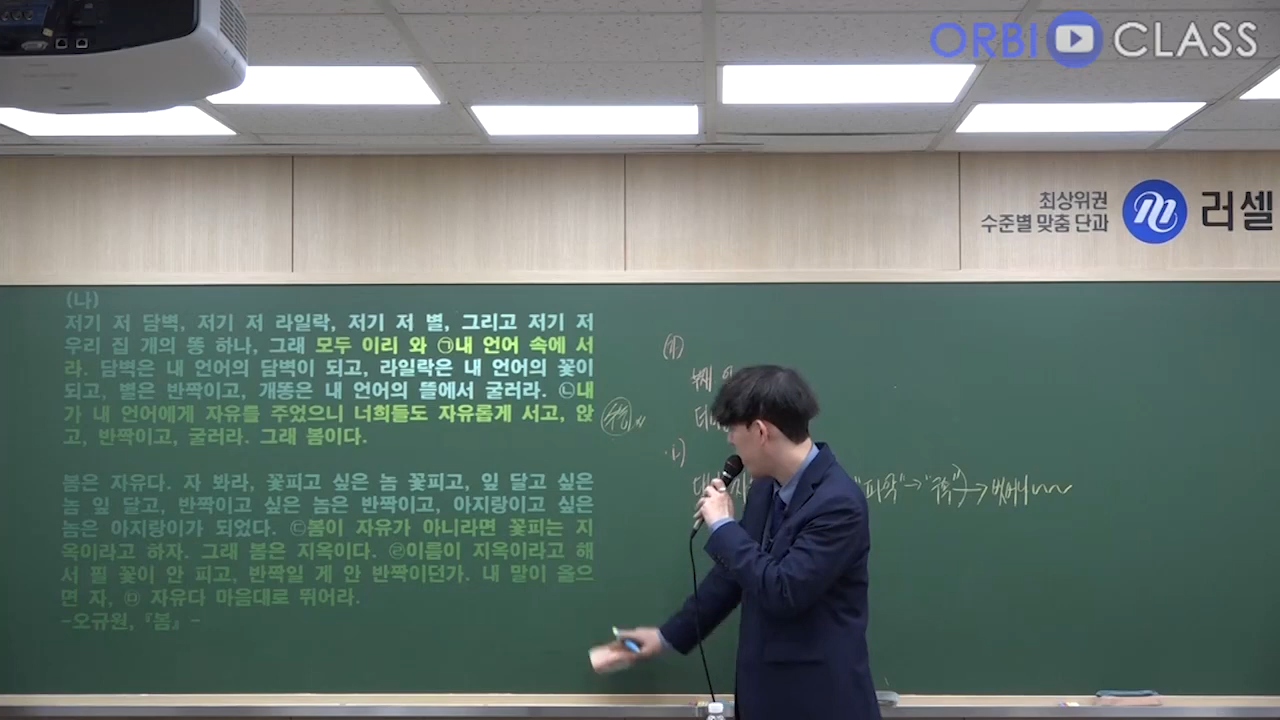 ORBI CLASS
최상위권
수준별 맞춤 단과
러셀
(나)
저기 저 담벽, 저기 저 라일락, 저기 저 별, 그리고 저기 저
우리 집 개의 똥 하나, 그래 모두 이리 와 ㉠내 언어 속에 서
라. 담벽은 내 언어의 담벽이 되고, 라일락은 내 언어의 꽃이
되고, 별은 반짝이고, 개똥은 내 언어의 뜰에서 굴러라. ㉡내
가 내 언어에게 자유를 주었으니 너희들도 자유롭게 서고, 앉
고, 반짝이고, 굴러라. 그래 봄이다.
봄은 자유다. 자 봐라, 꽃피고 싶은 놈 꽃피고, 잎 달고 싶은
놈 잎 달고, 반짝이고 싶은 놈은 반짝이고, 아지랑이고 싶은
놈은 아지랑이가 되었다. ㉢봄이 자유가 아니라면 꽃피는 지
옥이라고 하자. 그래 봄은 지옥이다. ㉣이름이 지옥이라고 해
서 필 꽃이 안 피고, 반짝일 게 안 반짝이던가. 내 말이 옳으
면 자, ㉤ 자유다 마음대로 뛰어라.
-오규원, 『봄』-